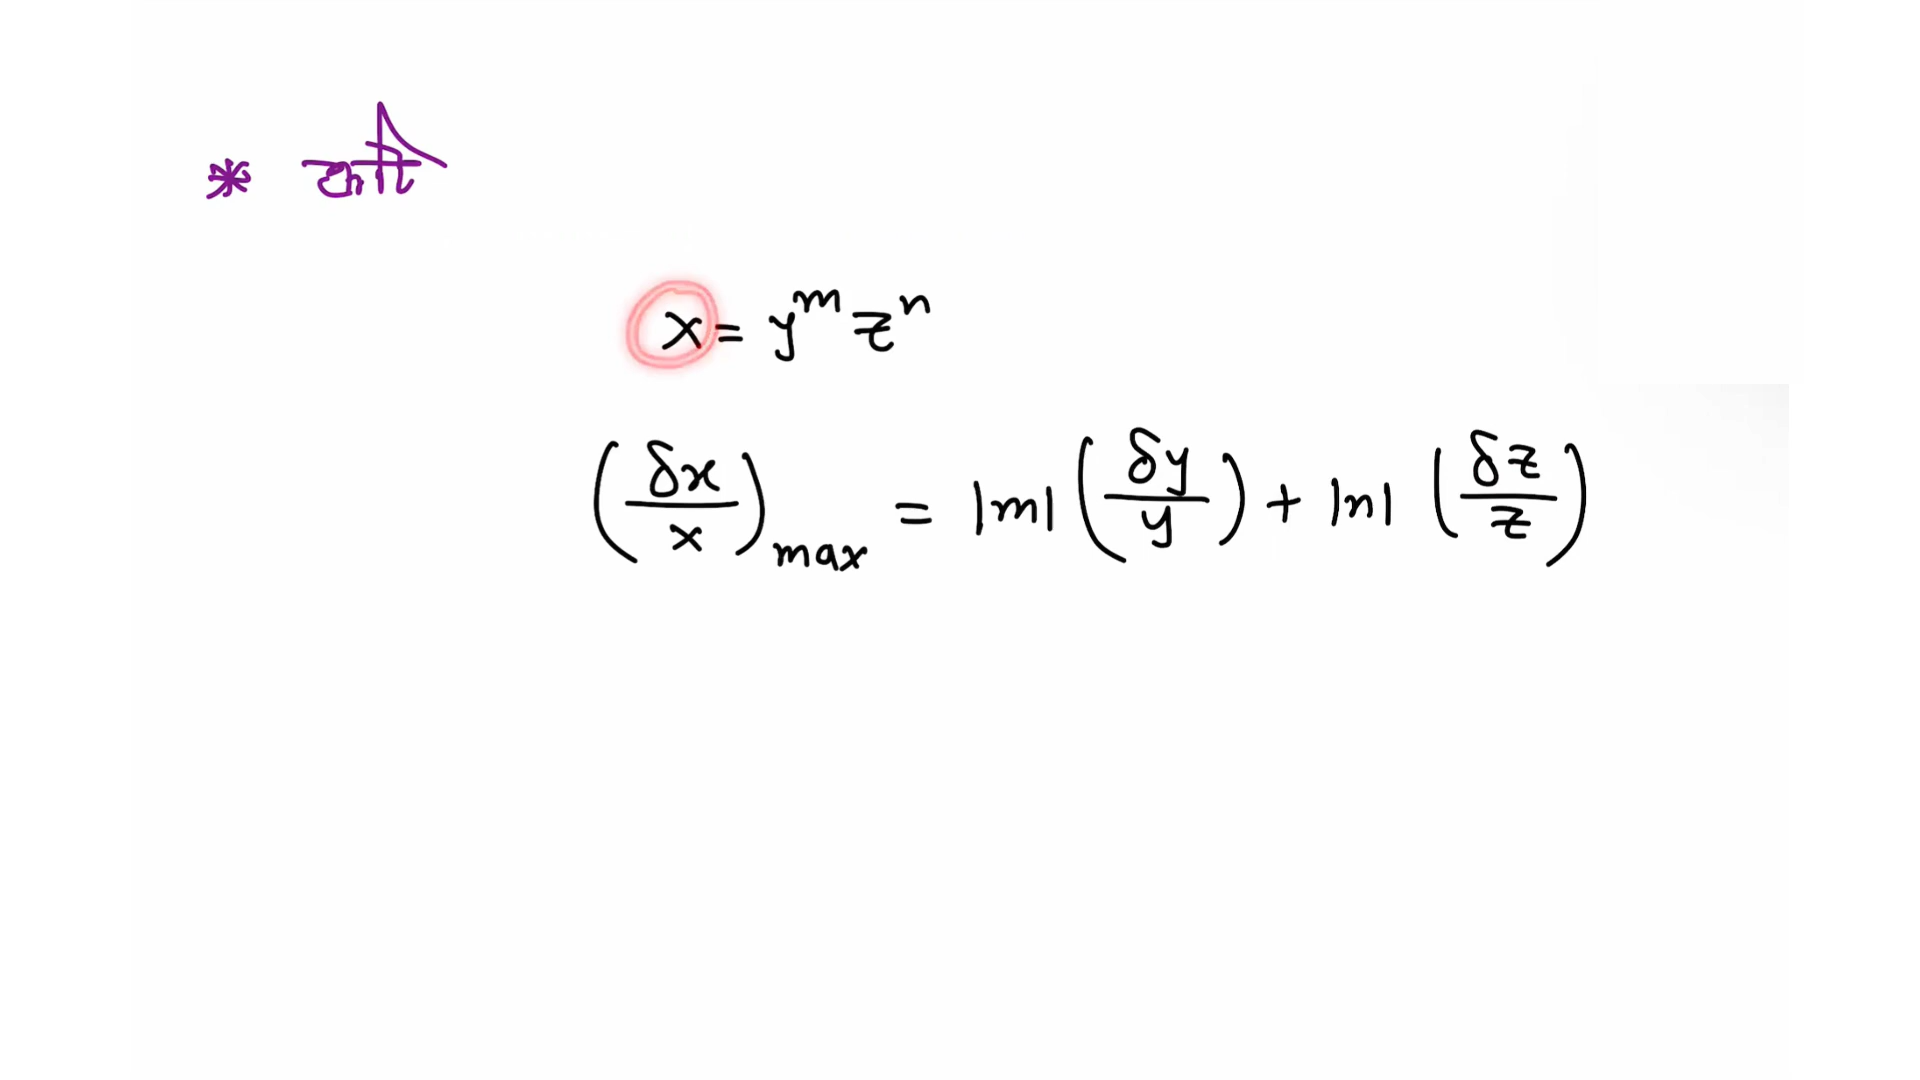 *
x = y^m z^n
(δx/x)_max = |m| (δy/y) + |n| (δz/z)